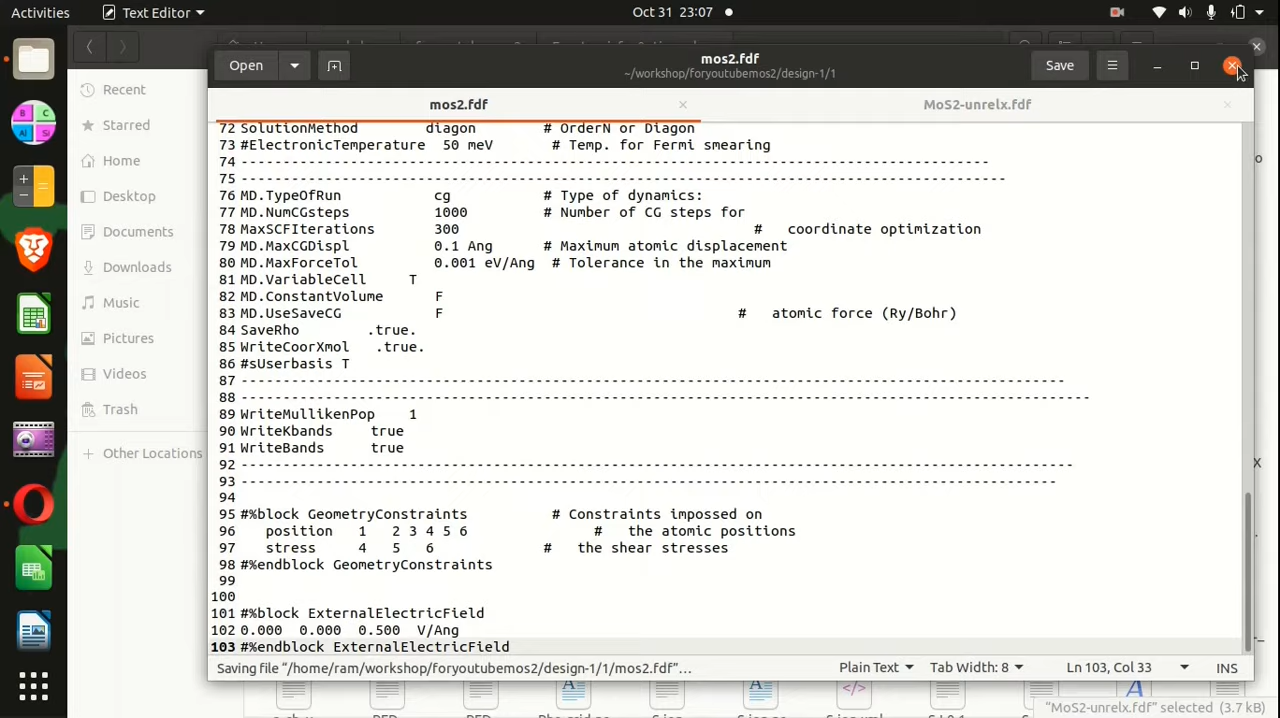 Activities
Text Editor
Oct 31 23:07
Open
mos2.fdf
~/workshop/foryoutubemos2/design-1/1
Save
Recent
Starred
Home
Desktop
Documents
Downloads
Music
Pictures
Videos
Trash
Other Locations
mos2.fdf
MoS2-unrelx.fdf
72 SolutionMethod diagon # OrderN or Diagon
73 #ElectronicTemperature 50 meV # Temp. for Fermi smearing
74 -----------------------------------------------------------------------------------------
75 -------------------------------------------------------------------------------------------
76 MD.TypeOfRun cg # Type of dynamics:
77 MD.NumCGsteps 1000 # Number of CG steps for
78 MaxSCFIterations 300 # coordinate optimization
79 MD.MaxCGDispl 0.1 Ang # Maximum atomic displacement
80 MD.MaxForceTol 0.001 eV/Ang # Tolerance in the maximum
81 MD.VariableCell T
82 MD.ConstantVolume F
83 MD.UseSaveCG F # atomic force (Ry/Bohr)
84 SaveRho .true.
85 WriteCoorXmol .true.
86 #sUserbasis T
87 --------------------------------------------------------------------------------------------------
88 -----------------------------------------------------------------------------------------------------
89 WriteMullikenPop 1
90 WriteKbands true
91 WriteBands true
92 ---------------------------------------------------------------------------------------------------
93 -------------------------------------------------------------------------------------------------
94
95 #%block GeometryConstraints # Constraints impossed on
96 position 1 2 3 4 5 6 # the atomic positions
97 stress 4 5 6 # the shear stresses
98 #%endblock GeometryConstraints
99
100
101 #%block ExternalElectricField
102 0.000 0.000 0.500 V/Ang
103 #%endblock ExternalElectricField
Saving file “/home/ram/workshop/foryoutubemos2/design-1/1/mos2.fdf”...
Plain Text
Tab Width: 8
Ln 103, Col 33
INS
“MoS2-unrelx.fdf” selected (3.7 kB)